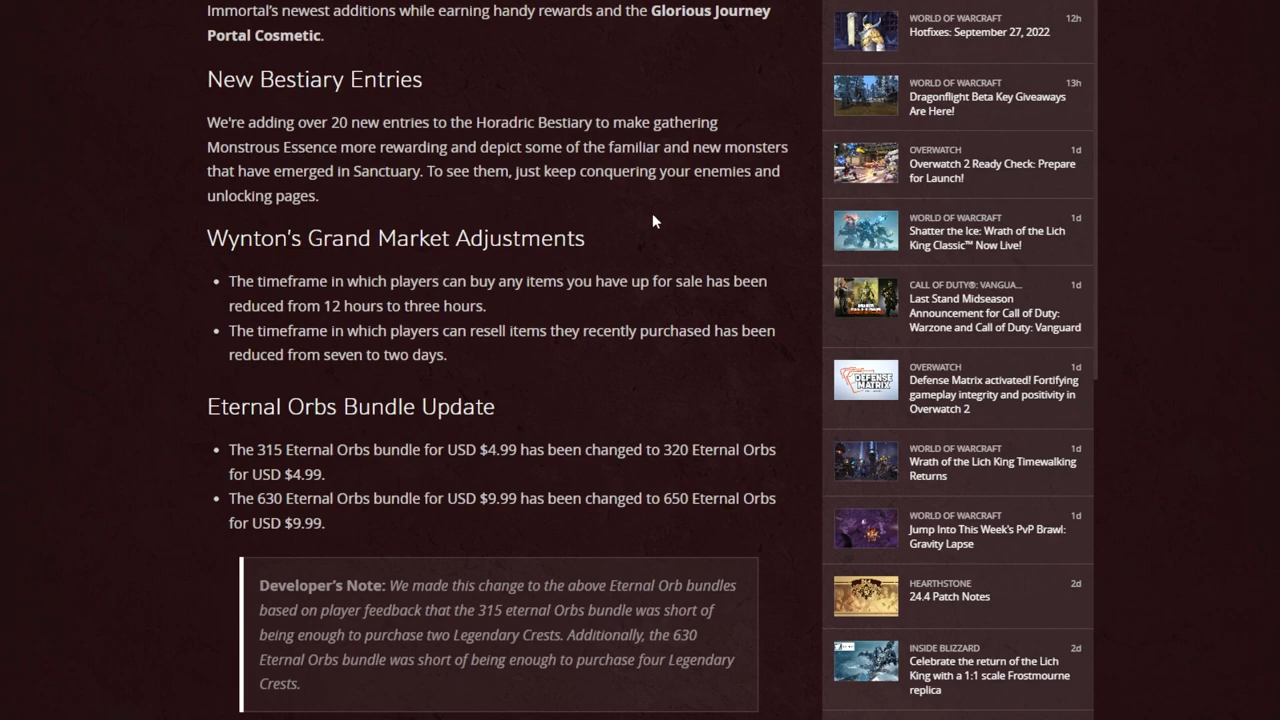 Immortal's newest additions while earning handy rewards and the Glorious Journey
Portal Cosmetic.
New Bestiary Entries
We're adding over 20 new entries to the Horadric Bestiary to make gathering
Monstrous Essence more rewarding and depict some of the familiar and new monsters
that have emerged in Sanctuary. To see them, just keep conquering your enemies and
unlocking pages.
Wynton's Grand Market Adjustments
• The timeframe in which players can buy any items you have up for sale has been
reduced from 12 hours to three hours.
• The timeframe in which players can resell items they recently purchased has been
reduced from seven to two days.
Eternal Orbs Bundle Update
• The 315 Eternal Orbs bundle for USD $4.99 has been changed to 320 Eternal Orbs
for USD $4.99.
• The 630 Eternal Orbs bundle for USD $9.99 has been changed to 650 Eternal Orbs
for USD $9.99.
Developer's Note: We made this change to the above Eternal Orb bundles
based on player feedback that the 315 eternal Orbs bundle was short of
being enough to purchase two Legendary Crests. Additionally, the 630
Eternal Orbs bundle was short of being enough to purchase four Legendary
Crests.
WORLD OF WARCRAFT 12h
Hotfixes: September 27, 2022
WORLD OF WARCRAFT 13h
Dragonflight Beta Key Giveaways
Are Here!
OVERWATCH 1d
Overwatch 2 Ready Check: Prepare
for Launch!
WORLD OF WARCRAFT 1d
Shatter the Ice: Wrath of the Lich
King Classic™ Now Live!
CALL OF DUTY®: VANGUA... 1d
Last Stand Midseason
Announcement for Call of Duty:
Warzone and Call of Duty: Vanguard
DEFENSE
MATRIX
OVERWATCH 1d
Defense Matrix activated! Fortifying
gameplay integrity and positivity in
Overwatch 2
WORLD OF WARCRAFT 1d
Wrath of the Lich King Timewalking
Returns
WORLD OF WARCRAFT 1d
Jump Into This Week's PvP Brawl:
Gravity Lapse
HEARTHSTONE 2d
24.4 Patch Notes
INSIDE BLIZZARD 2d
Celebrate the return of the Lich
King with a 1:1 scale Frostmourne
replica